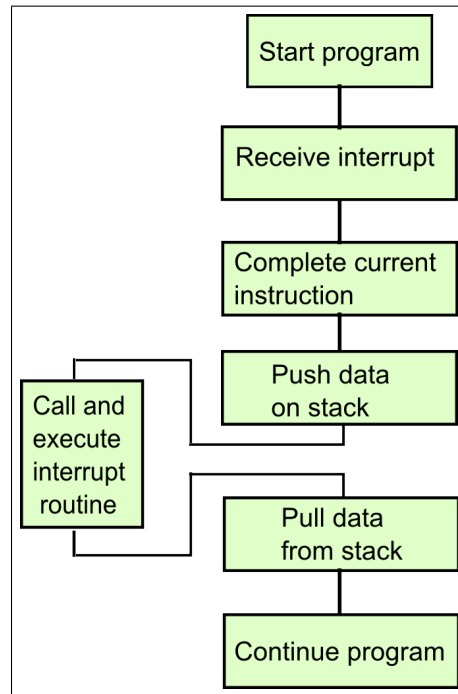 Start program
Receive interrupt
Complete current
instruction
Push data
on stack
Call and
execute
interrupt
routine
Pull data
from stack
Continue program